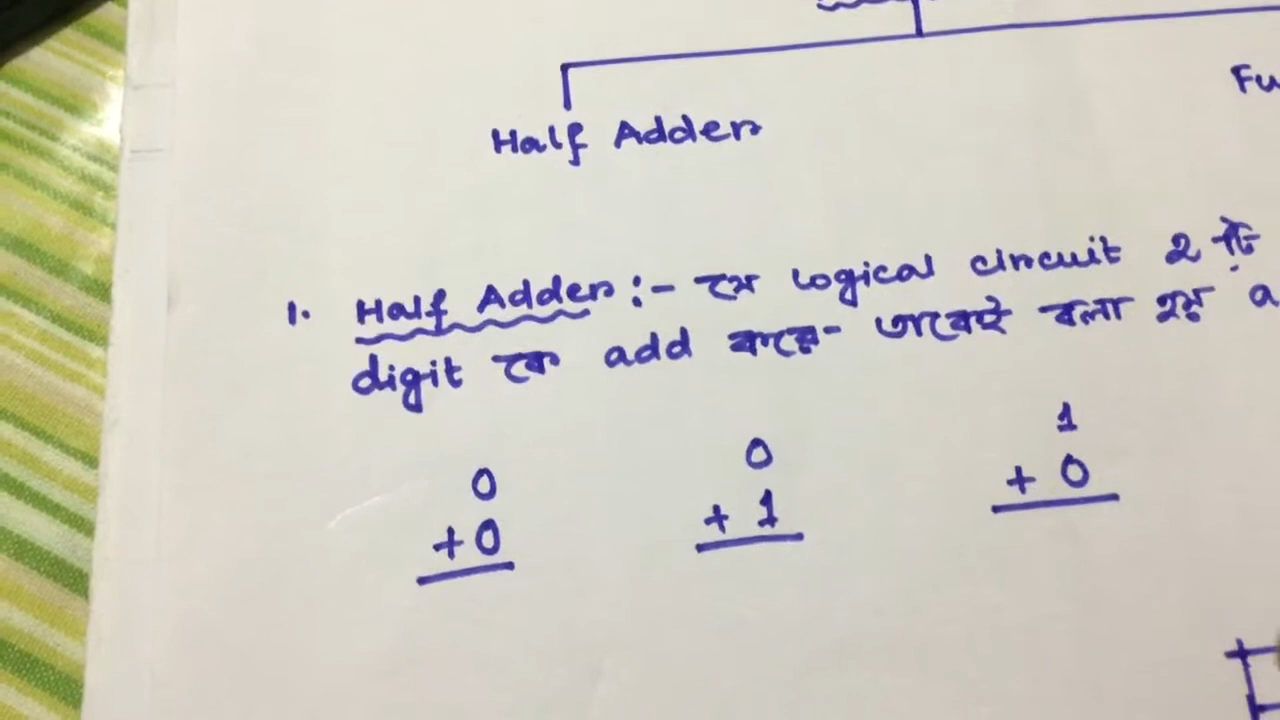 Half Adder
Fu
1. Half Adder :- যে logical circuit 2 টি
digit কে add করে- তাকেই বলা হয় a
0 0 1
+0 + 1 + 0